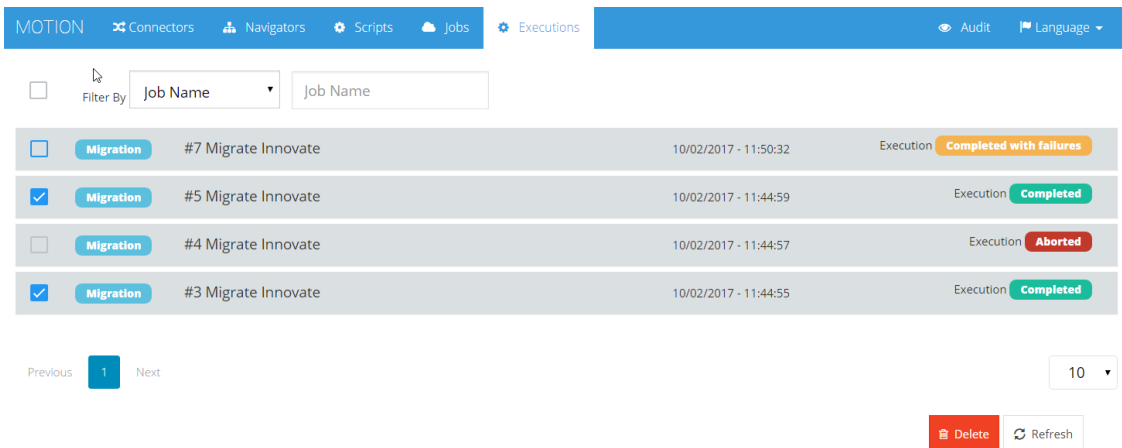 MOTION Connectors Navigators Scripts Jobs Executions Audit Language
Filter By Job Name Job Name
Migration #7 Migrate Innovate 10/02/2017 - 11:50:32 Execution Completed with failures
Migration #5 Migrate Innovate 10/02/2017 - 11:44:59 Execution Completed
Migration #4 Migrate Innovate 10/02/2017 - 11:44:57 Execution Aborted
Migration #3 Migrate Innovate 10/02/2017 - 11:44:55 Execution Completed
Previous 1 Next 10
Delete Refresh